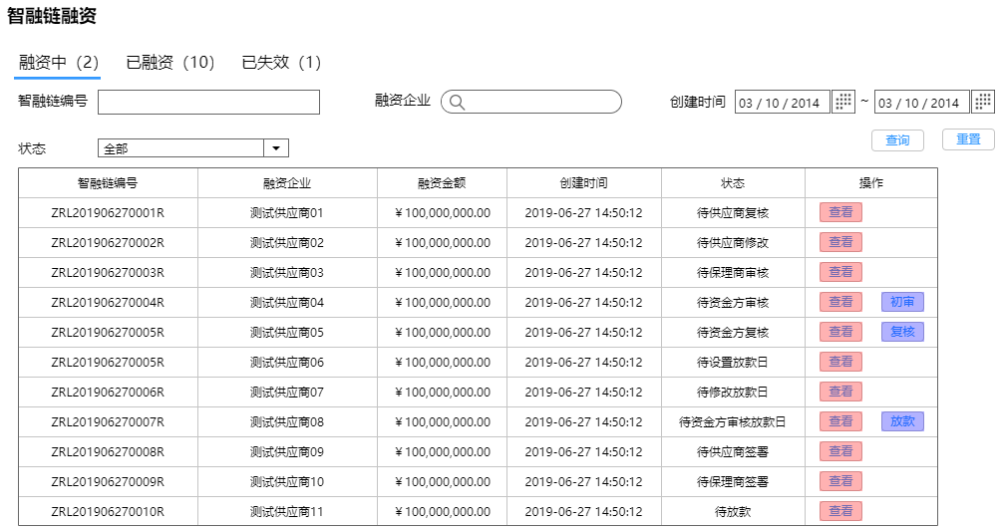 智融链融资
融资中（2） 已融资（10） 已失效（1）
智融链编号 融资企业 创建时间 03 / 10 / 2014 ~ 03 / 10 / 2014
状态 全部 查询 重置
智融链编号 融资企业 融资金额 创建时间 状态 操作
ZRL201906270001R 测试供应商01 ￥100,000,000.00 2019-06-27 14:50:12 待供应商复核 查看
ZRL201906270002R 测试供应商02 ￥100,000,000.00 2019-06-27 14:50:12 待供应商修改 查看
ZRL201906270003R 测试供应商03 ￥100,000,000.00 2019-06-27 14:50:12 待保理商审核 查看
ZRL201906270004R 测试供应商04 ￥100,000,000.00 2019-06-27 14:50:12 待资金方审核 查看 初审
ZRL201906270005R 测试供应商05 ￥100,000,000.00 2019-06-27 14:50:12 待资金方复核 查看 复核
ZRL201906270005R 测试供应商06 ￥100,000,000.00 2019-06-27 14:50:12 待设置放款日 查看
ZRL201906270006R 测试供应商07 ￥100,000,000.00 2019-06-27 14:50:12 待修改放款日 查看
ZRL201906270007R 测试供应商08 ￥100,000,000.00 2019-06-27 14:50:12 待资金方审核放款日 查看 放款
ZRL201906270008R 测试供应商09 ￥100,000,000.00 2019-06-27 14:50:12 待供应商签署 查看
ZRL201906270009R 测试供应商10 ￥100,000,000.00 2019-06-27 14:50:12 待保理商签署 查看
ZRL201906270010R 测试供应商11 ￥100,000,000.00 2019-06-27 14:50:12 待放款 查看